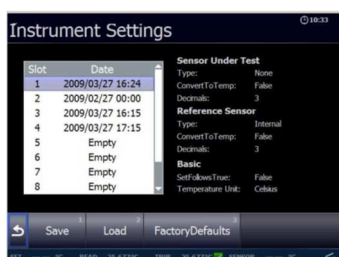 10:33
Instrument Settings
Slot Date
1 2009/03/27 16:24
2 2009/02/27 00:00
3 2009/03/27 16:15
4 2009/03/27 17:15
5 Empty
6 Empty
7 Empty
8 Empty
Sensor Under Test
Type: None
ConvertToTemp: False
Decimals: 3
Reference Sensor
Type: Internal
ConvertToTemp: False
Decimals: 3
Basic
SetFollowsTrue: False
Temperature Unit: Celsius
1 3 3
Save Load FactoryDefaults